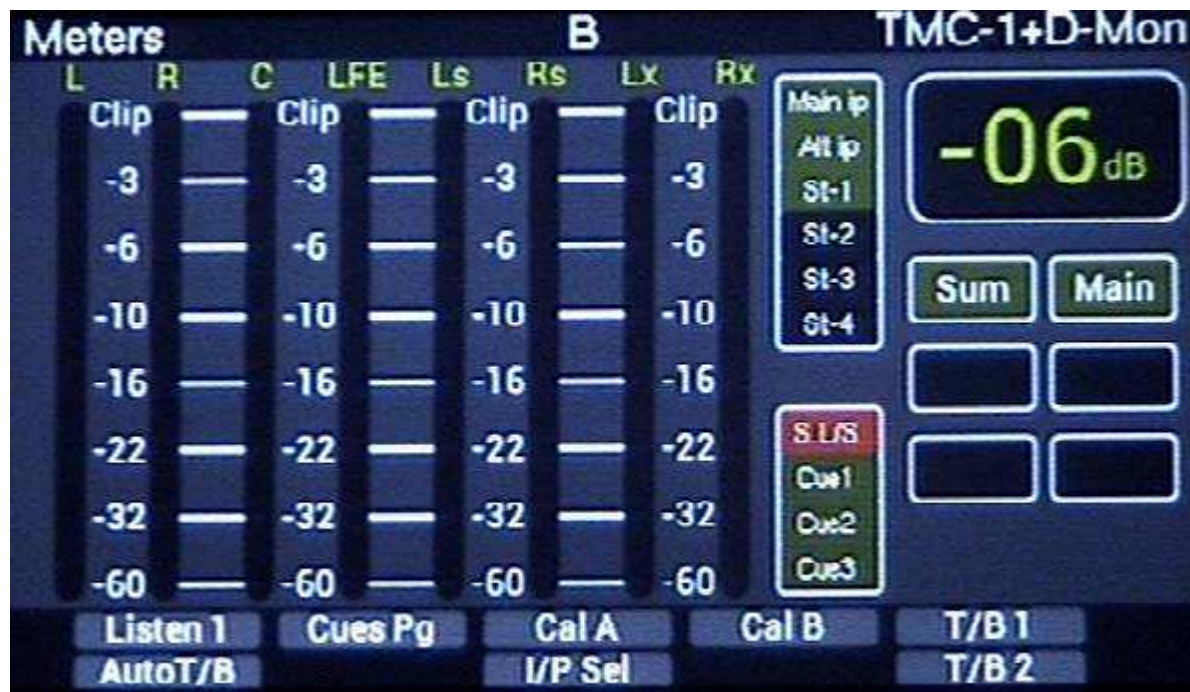 Meters B TMC-1+D-Mon
L R C LFE Ls Rs Lx Rx
Clip Clip Clip Clip
-3 -3 -3 -3
-6 -6 -6 -6
-10 -10 -10 -10
-16 -16 -16 -16
-22 -22 -22 -22
-32 -32 -32 -32
-60 -60 -60 -60
Main ip
Alt ip
St-1
St-2
St-3
St-4
S L/S
Cue1
Cue2
Cue3
-06 dB
Sum Main
Listen 1 Cues Pg Cal A Cal B T/B 1
AutoT/B I/P Sel T/B 2